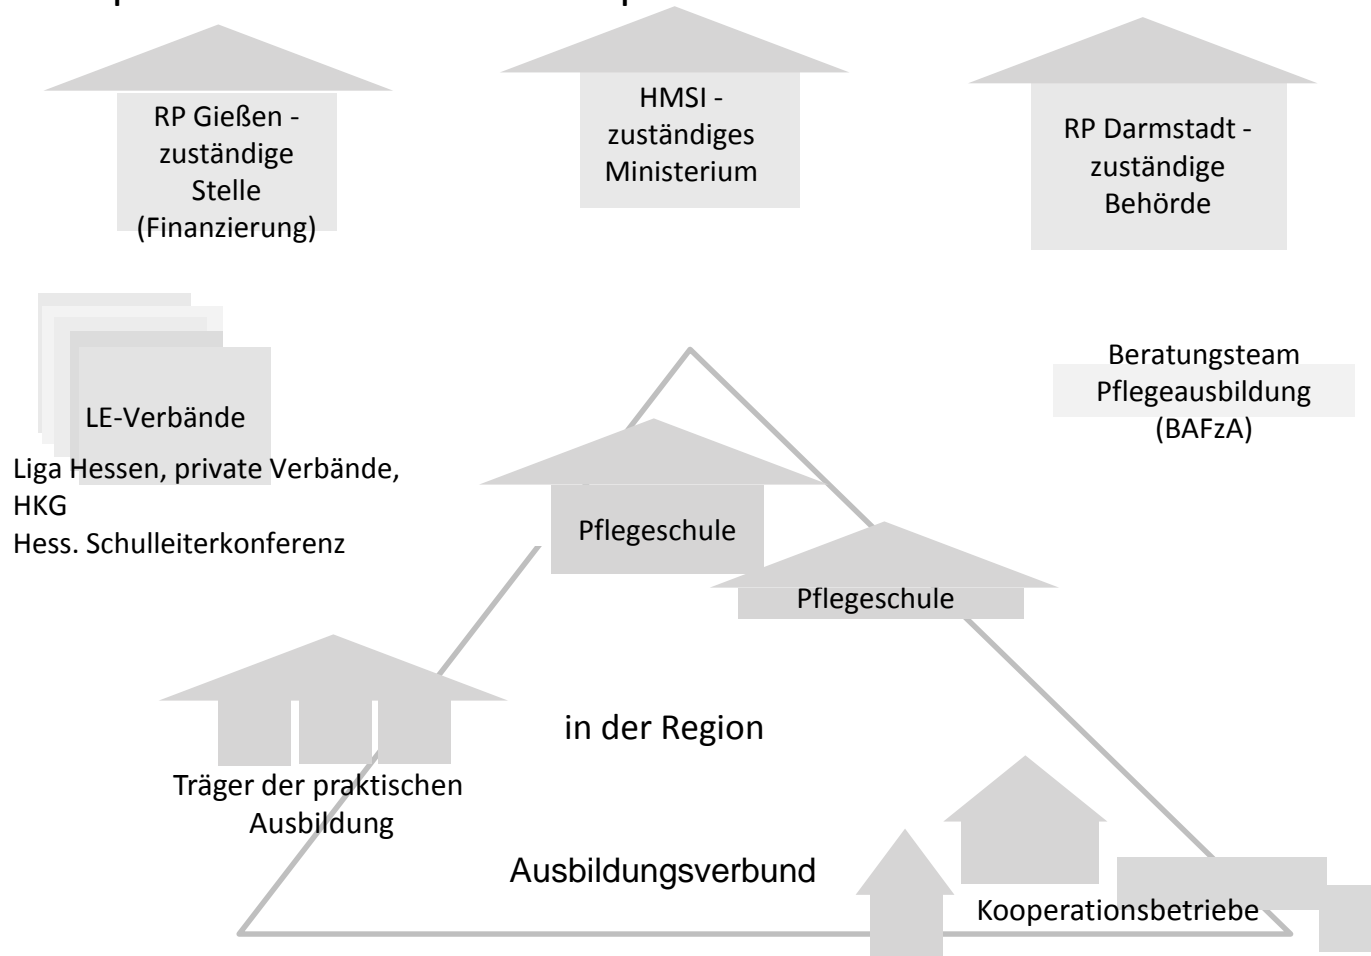 RP Gießen -
zuständige
Stelle
(Finanzierung)
HMSI -
zuständiges
Ministerium
RP Darmstadt -
zuständige
Behörde
LE-Verbände
Liga Hessen, private Verbände,
HKG
Hess. Schulleiterkonferenz
Beratungsteam
Pflegeausbildung
(BAFzA)
Pflegeschule
Pflegeschule
in der Region
Träger der praktischen
Ausbildung
Ausbildungsverbund
Kooperationsbetriebe